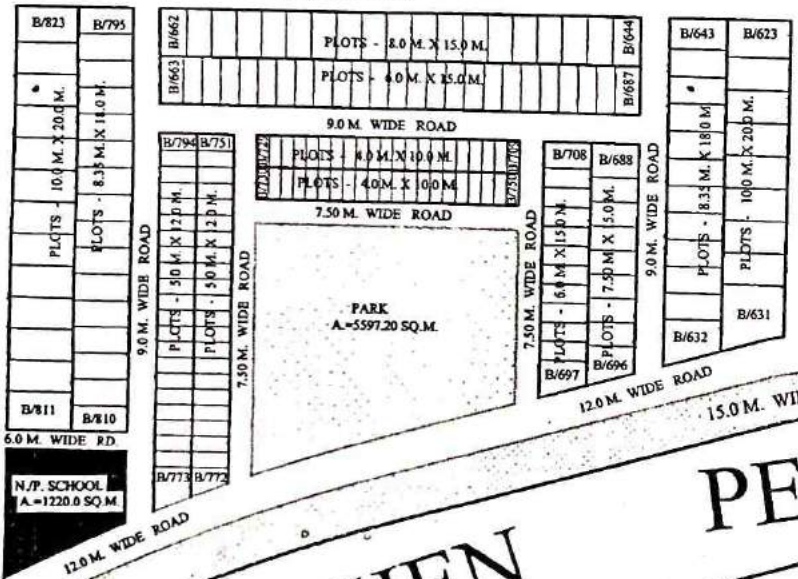 B/823
B/795
B/662
B/644
B/643
B/623
PLOTS - 8.0 M. X 15.0 M.
B/663
PLOTS - 6.0 M. X 15.0 M.
B/687
PLOTS - 10.0 M. X 20.0 M.
PLOTS - 8.35 M. X 18.0 M.
PLOTS - 8.35 M. X 18.0 M
PLOTS - 10.0 M. X 20.0 M.
9.0 M. WIDE ROAD
B/794
B/751
B/729
PLOTS - 4.0 M. X 10.0 M.
B/709
B/708
B/688
B/730
PLOTS - 4.0 M. X 10.0 M.
B/750
7.50 M. WIDE ROAD
9.0 M. WIDE ROAD
PLOTS - 5.0 M. X 12.0 M.
PLOTS - 5.0 M. X 12.0 M.
7.50 M. WIDE ROAD
PARK
A.=5597.20 SQ.M.
7.50 M. WIDE ROAD
PLOTS - 6.0 M. X 15.0 M.
PLOTS - 7.50 M. X 15.0 M.
9.0 M. WIDE ROAD
B/631
B/632
B/697
B/696
12.0 M. WIDE ROAD
15.0 M. WI
B/811
B/810
6.0 M. WIDE RD.
N./P. SCHOOL
A.=1220.0 SQ.M.
B/773
B/772
12.0 M. WIDE ROAD
PE